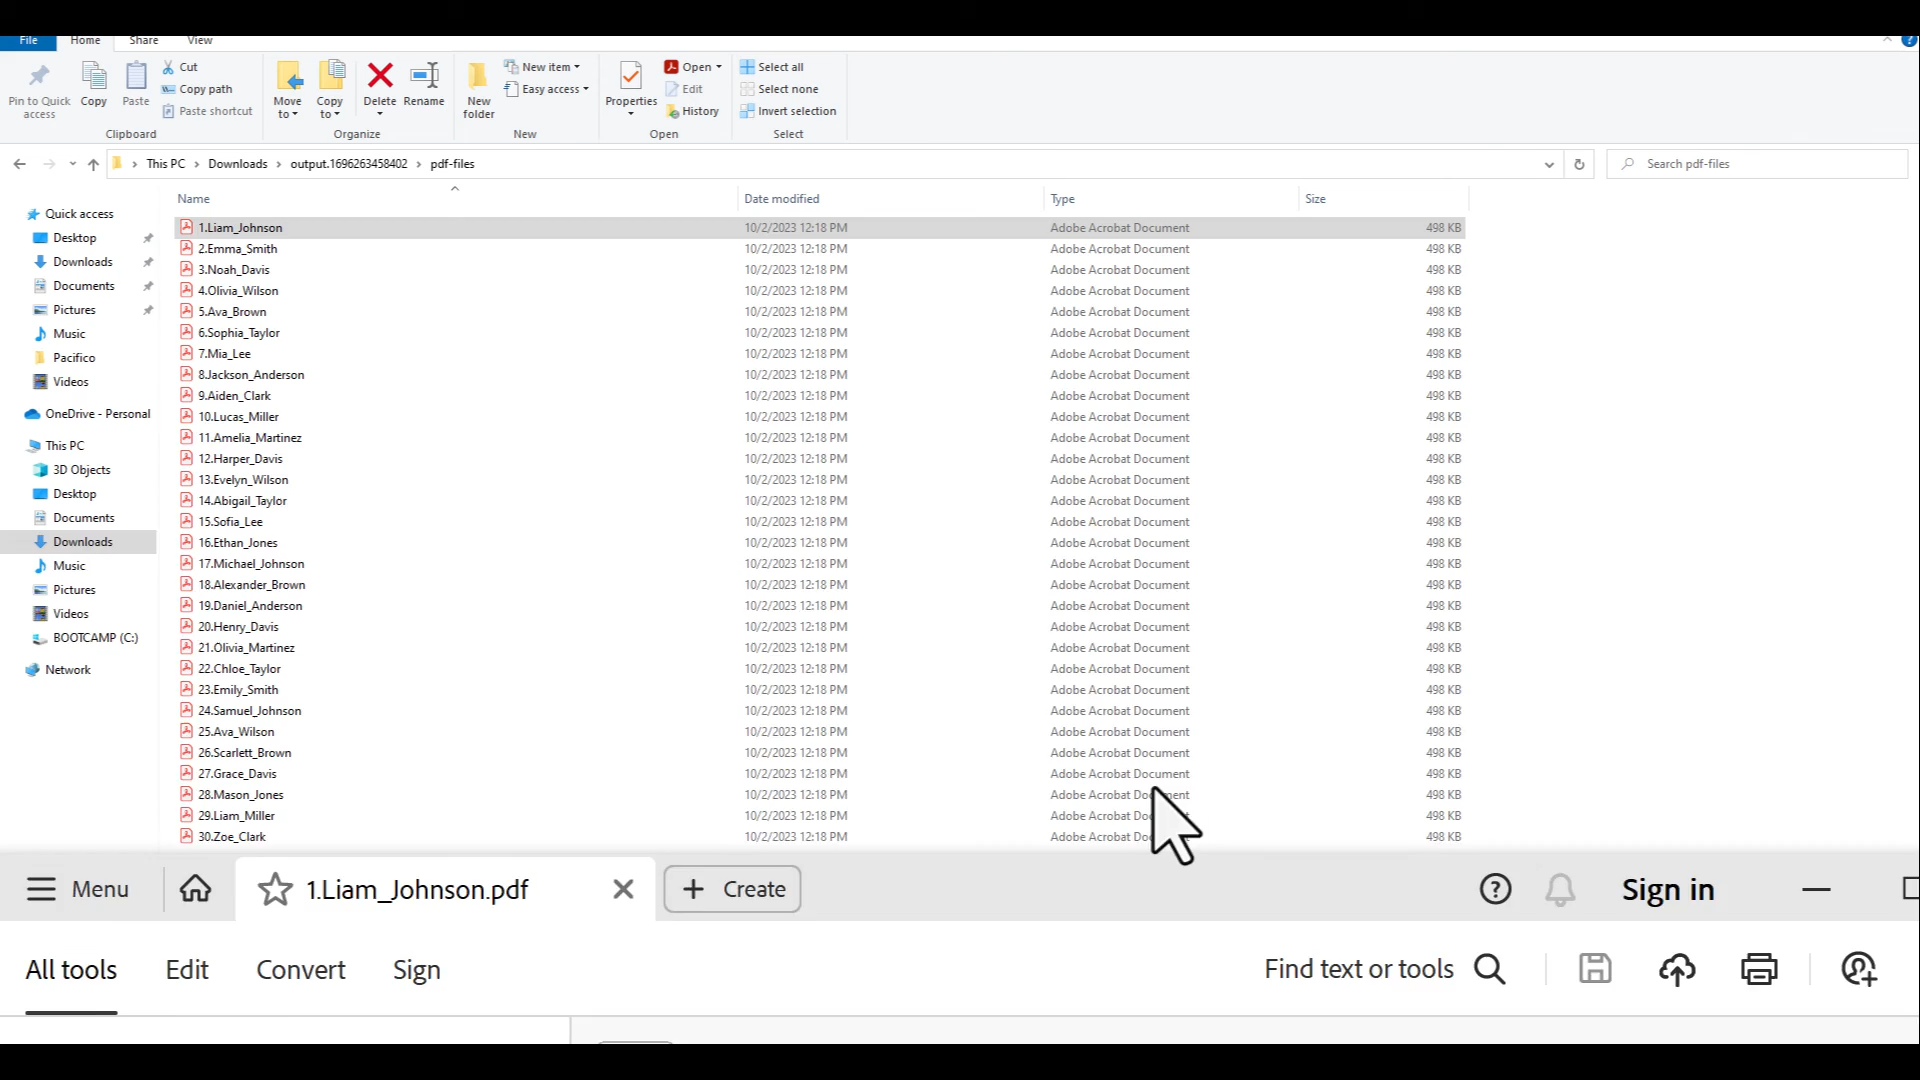 File Home Share View
Pin to Quick access
Copy
Paste
Cut
Copy path
Paste shortcut
Clipboard
Move to
Copy to
Delete
Rename
Organize
New folder
New item
Easy access
New
Properties
Open
Edit
History
Open
Select all
Select none
Invert selection
Select
This PC > Downloads > output.1696263458402 > pdf-files
Search pdf-files
Quick access
Desktop
Downloads
Documents
Pictures
Music
Pacifico
Videos
OneDrive - Personal
This PC
3D Objects
Desktop
Documents
Downloads
Music
Pictures
Videos
BOOTCAMP (C:)
Network
Name Date modified Type Size
1.Liam_Johnson 10/2/2023 12:18 PM Adobe Acrobat Document 498 KB
2.Emma_Smith 10/2/2023 12:18 PM Adobe Acrobat Document 498 KB
3.Noah_Davis 10/2/2023 12:18 PM Adobe Acrobat Document 498 KB
4.Olivia_Wilson 10/2/2023 12:18 PM Adobe Acrobat Document 498 KB
5.Ava_Brown 10/2/2023 12:18 PM Adobe Acrobat Document 498 KB
6.Sophia_Taylor 10/2/2023 12:18 PM Adobe Acrobat Document 498 KB
7.Mia_Lee 10/2/2023 12:18 PM Adobe Acrobat Document 498 KB
8.Jackson_Anderson 10/2/2023 12:18 PM Adobe Acrobat Document 498 KB
9.Aiden_Clark 10/2/2023 12:18 PM Adobe Acrobat Document 498 KB
10.Lucas_Miller 10/2/2023 12:18 PM Adobe Acrobat Document 498 KB
11.Amelia_Martinez 10/2/2023 12:18 PM Adobe Acrobat Document 498 KB
12.Harper_Davis 10/2/2023 12:18 PM Adobe Acrobat Document 498 KB
13.Evelyn_Wilson 10/2/2023 12:18 PM Adobe Acrobat Document 498 KB
14.Abigail_Taylor 10/2/2023 12:18 PM Adobe Acrobat Document 498 KB
15.Sofia_Lee 10/2/2023 12:18 PM Adobe Acrobat Document 498 KB
16.Ethan_Jones 10/2/2023 12:18 PM Adobe Acrobat Document 498 KB
17.Michael_Johnson 10/2/2023 12:18 PM Adobe Acrobat Document 498 KB
18.Alexander_Brown 10/2/2023 12:18 PM Adobe Acrobat Document 498 KB
19.Daniel_Anderson 10/2/2023 12:18 PM Adobe Acrobat Document 498 KB
20.Henry_Davis 10/2/2023 12:18 PM Adobe Acrobat Document 498 KB
21.Olivia_Martinez 10/2/2023 12:18 PM Adobe Acrobat Document 498 KB
22.Chloe_Taylor 10/2/2023 12:18 PM Adobe Acrobat Document 498 KB
23.Emily_Smith 10/2/2023 12:18 PM Adobe Acrobat Document 498 KB
24.Samuel_Johnson 10/2/2023 12:18 PM Adobe Acrobat Document 498 KB
25.Ava_Wilson 10/2/2023 12:18 PM Adobe Acrobat Document 498 KB
26.Scarlett_Brown 10/2/2023 12:18 PM Adobe Acrobat Document 498 KB
27.Grace_Davis 10/2/2023 12:18 PM Adobe Acrobat Document 498 KB
28.Mason_Jones 10/2/2023 12:18 PM Adobe Acrobat Document 498 KB
29.Liam_Miller 10/2/2023 12:18 PM Adobe Acrobat 498 KB
30.Zoe_Clark 10/2/2023 12:18 PM Adobe Acrobat 498 KB
Menu 1.Liam_Johnson.pdf Create Sign in
All tools Edit Convert Sign Find text or tools